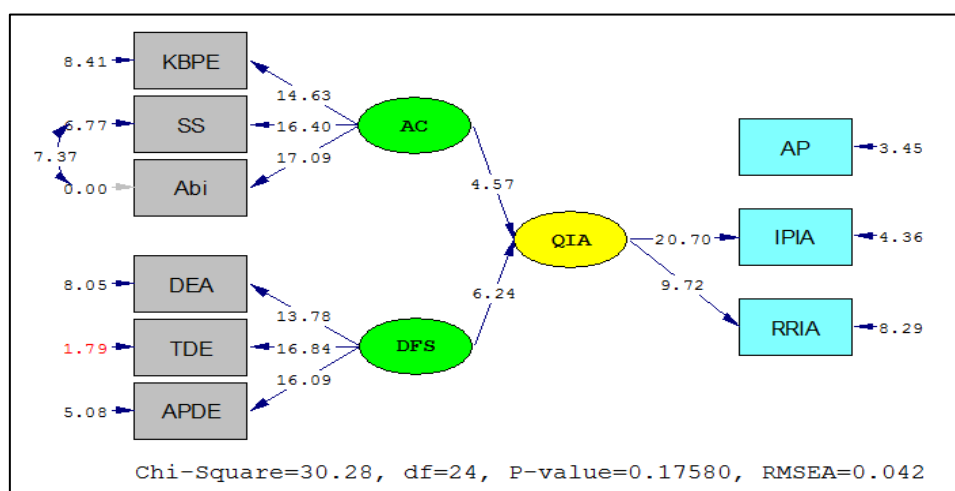 8.41 KBPE
14.63
6.77 SS 16.40 AC
7.37 17.09 AP 3.45
0.00 Abi 4.57
QIA 20.70 IPIA 4.36
8.05 DEA 6.24 9.72
13.78
1.79 TDE 16.84 DFS RRIA 8.29
16.09
5.08 APDE
Chi-Square=30.28, df=24, P-value=0.17580, RMSEA=0.042